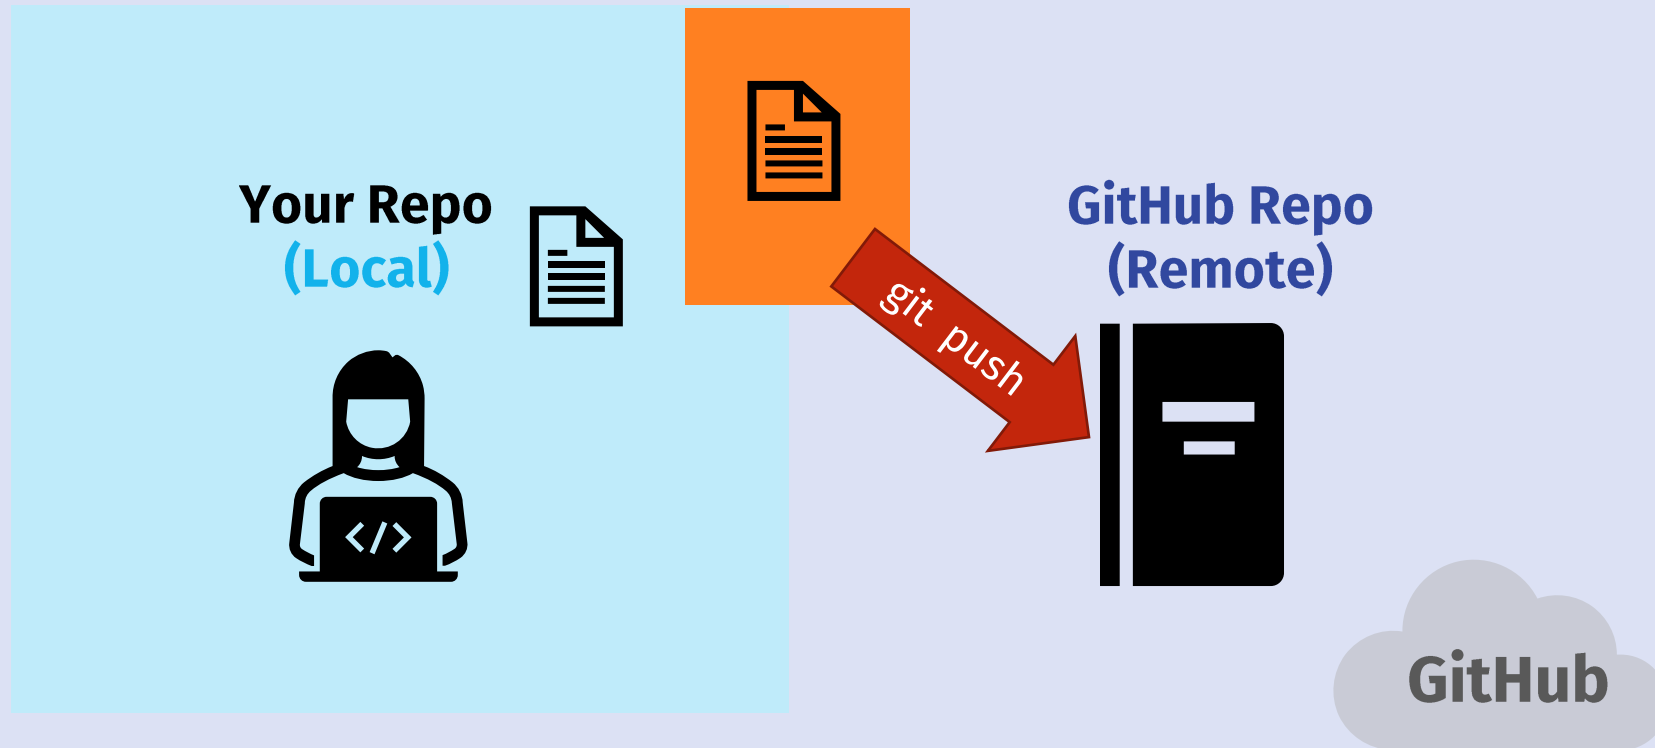 Your Repo
(Local)
</>
git push
GitHub Repo
(Remote)
GitHub